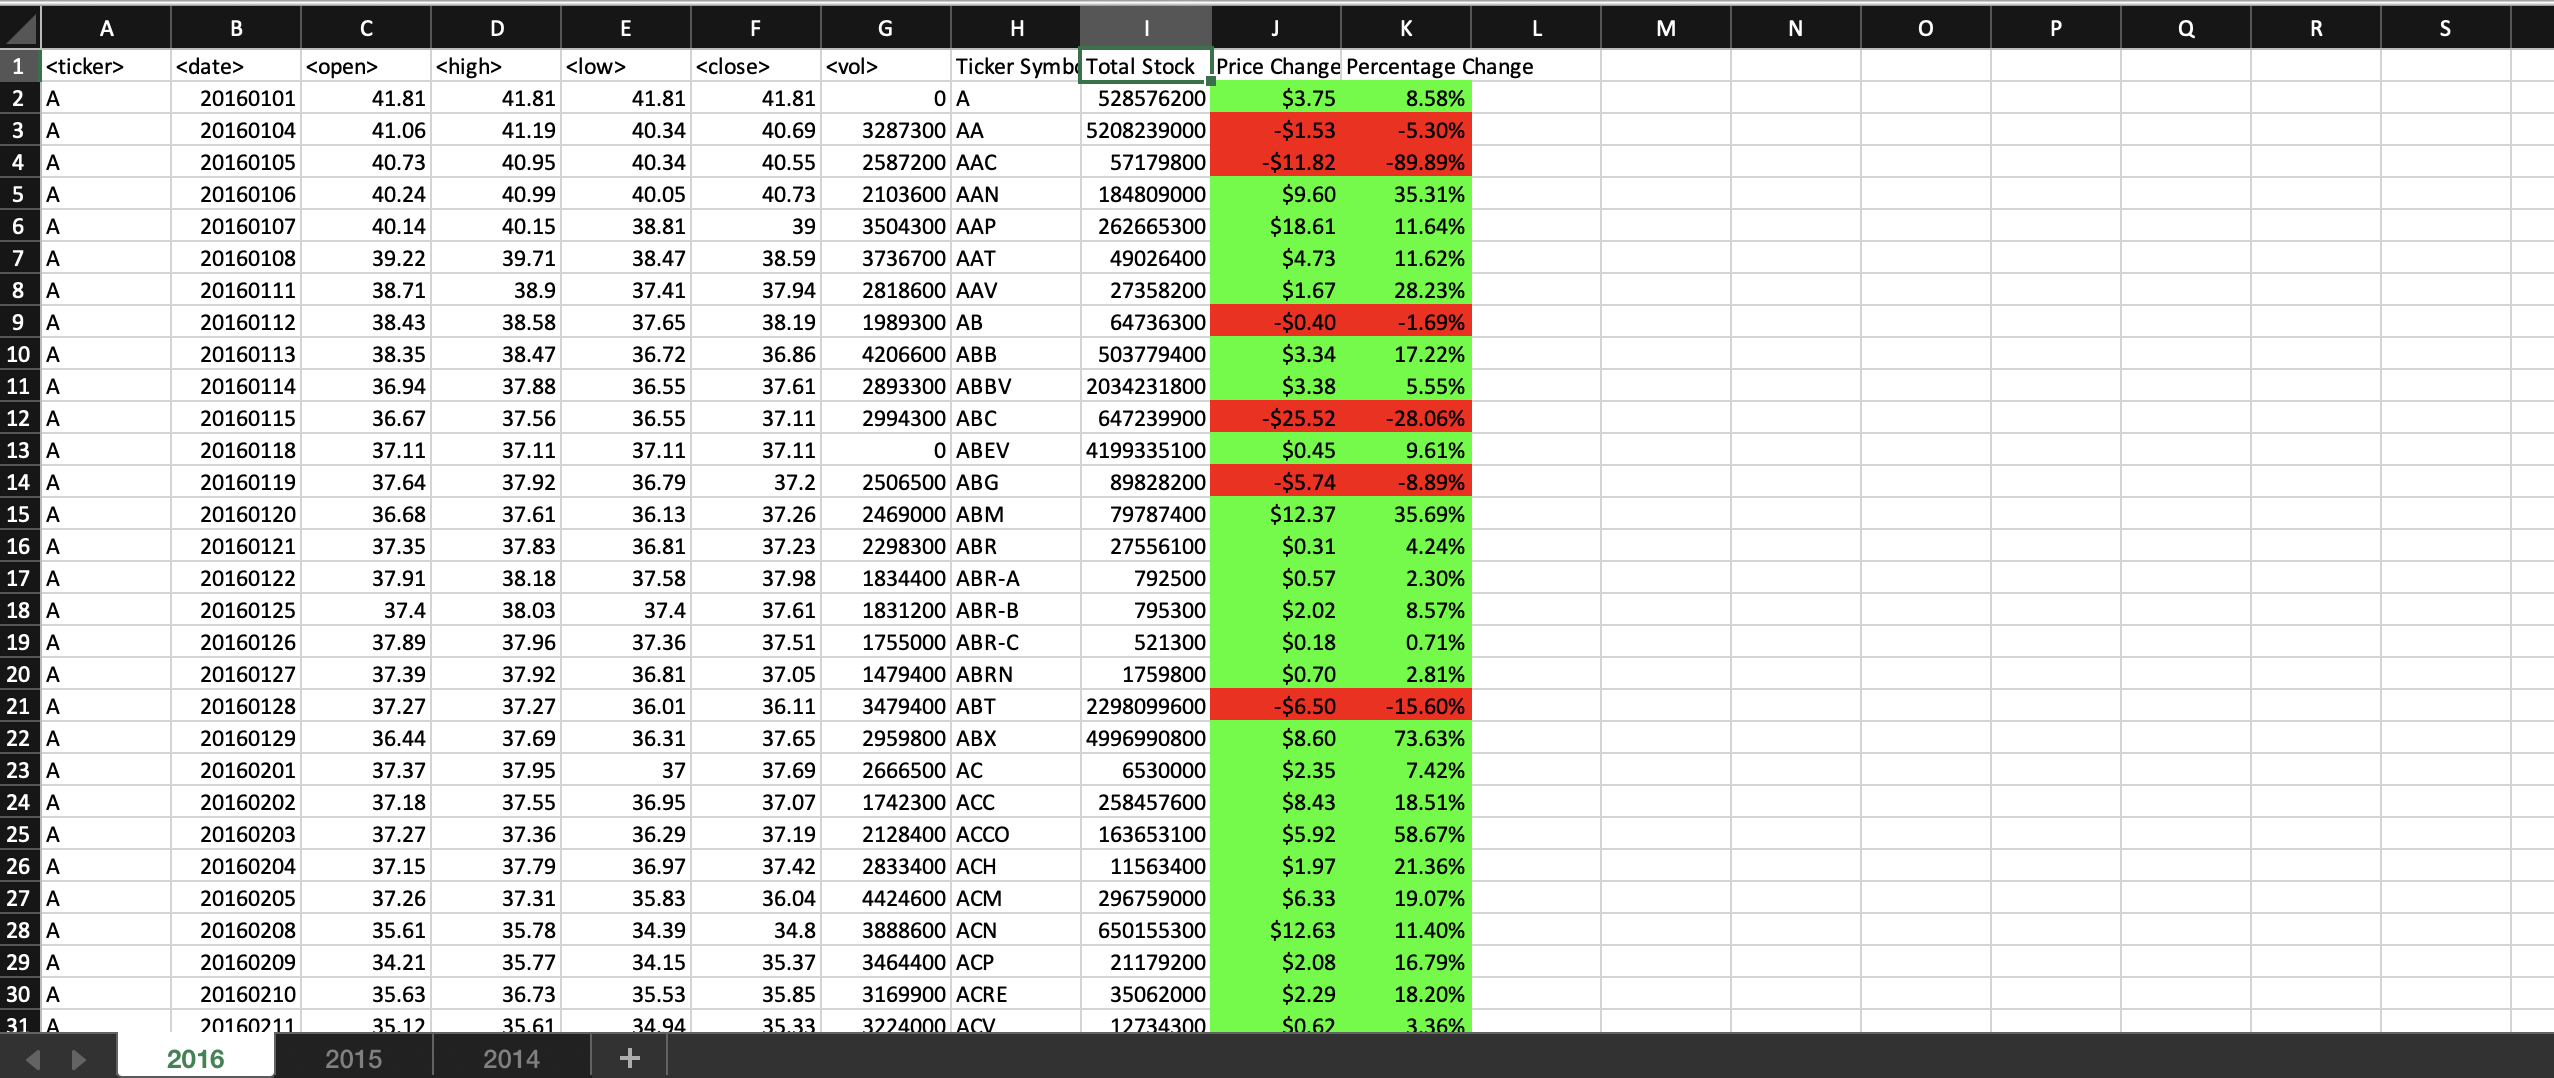 A B C D E F G H I J K L M N O P Q R S
1 <ticker> <date> <open> <high> <low> <close> <vol> Ticker Symbo Total Stock Price Change Percentage Change
2 A 20160101 41.81 41.81 41.81 41.81 0 A 528576200 $3.75 8.58%
3 A 20160104 41.06 41.19 40.34 40.69 3287300 AA 5208239000 -$1.53 -5.30%
4 A 20160105 40.73 40.95 40.34 40.55 2587200 AAC 57179800 -$11.82 -89.89%
5 A 20160106 40.24 40.99 40.05 40.73 2103600 AAN 184809000 $9.60 35.31%
6 A 20160107 40.14 40.15 38.81 39 3504300 AAP 262665300 $18.61 11.64%
7 A 20160108 39.22 39.71 38.47 38.59 3736700 AAT 49026400 $4.73 11.62%
8 A 20160111 38.71 38.9 37.41 37.94 2818600 AAV 27358200 $1.67 28.23%
9 A 20160112 38.43 38.58 37.65 38.19 1989300 AB 64736300 -$0.40 -1.69%
10 A 20160113 38.35 38.47 36.72 36.86 4206600 ABB 503779400 $3.34 17.22%
11 A 20160114 36.94 37.88 36.55 37.61 2893300 ABBV 2034231800 $3.38 5.55%
12 A 20160115 36.67 37.56 36.55 37.11 2994300 ABC 647239900 -$25.52 -28.06%
13 A 20160118 37.11 37.11 37.11 37.11 0 ABEV 4199335100 $0.45 9.61%
14 A 20160119 37.64 37.92 36.79 37.2 2506500 ABG 89828200 -$5.74 -8.89%
15 A 20160120 36.68 37.61 36.13 37.26 2469000 ABM 79787400 $12.37 35.69%
16 A 20160121 37.35 37.83 36.81 37.23 2298300 ABR 27556100 $0.31 4.24%
17 A 20160122 37.91 38.18 37.58 37.98 1834400 ABR-A 792500 $0.57 2.30%
18 A 20160125 37.4 38.03 37.4 37.61 1831200 ABR-B 795300 $2.02 8.57%
19 A 20160126 37.89 37.96 37.36 37.51 1755000 ABR-C 521300 $0.18 0.71%
20 A 20160127 37.39 37.92 36.81 37.05 1479400 ABRN 1759800 $0.70 2.81%
21 A 20160128 37.27 37.27 36.01 36.11 3479400 ABT 2298099600 -$6.50 -15.60%
22 A 20160129 36.44 37.69 36.31 37.65 2959800 ABX 4996990800 $8.60 73.63%
23 A 20160201 37.37 37.95 37 37.69 2666500 AC 6530000 $2.35 7.42%
24 A 20160202 37.18 37.55 36.95 37.07 1742300 ACC 258457600 $8.43 18.51%
25 A 20160203 37.27 37.36 36.29 37.19 2128400 ACCO 163653100 $5.92 58.67%
26 A 20160204 37.15 37.79 36.97 37.42 2833400 ACH 11563400 $1.97 21.36%
27 A 20160205 37.26 37.31 35.83 36.04 4424600 ACM 296759000 $6.33 19.07%
28 A 20160208 35.61 35.78 34.39 34.8 3888600 ACN 650155300 $12.63 11.40%
29 A 20160209 34.21 35.77 34.15 35.37 3464400 ACP 21179200 $2.08 16.79%
30 A 20160210 35.63 36.73 35.53 35.85 3169900 ACRE 35062000 $2.29 18.20%
31 A 20160211 35.12 35.61 34.94 35.33 3224000 ACV 12734300 $0.62 3.36%
2016 2015 2014 +